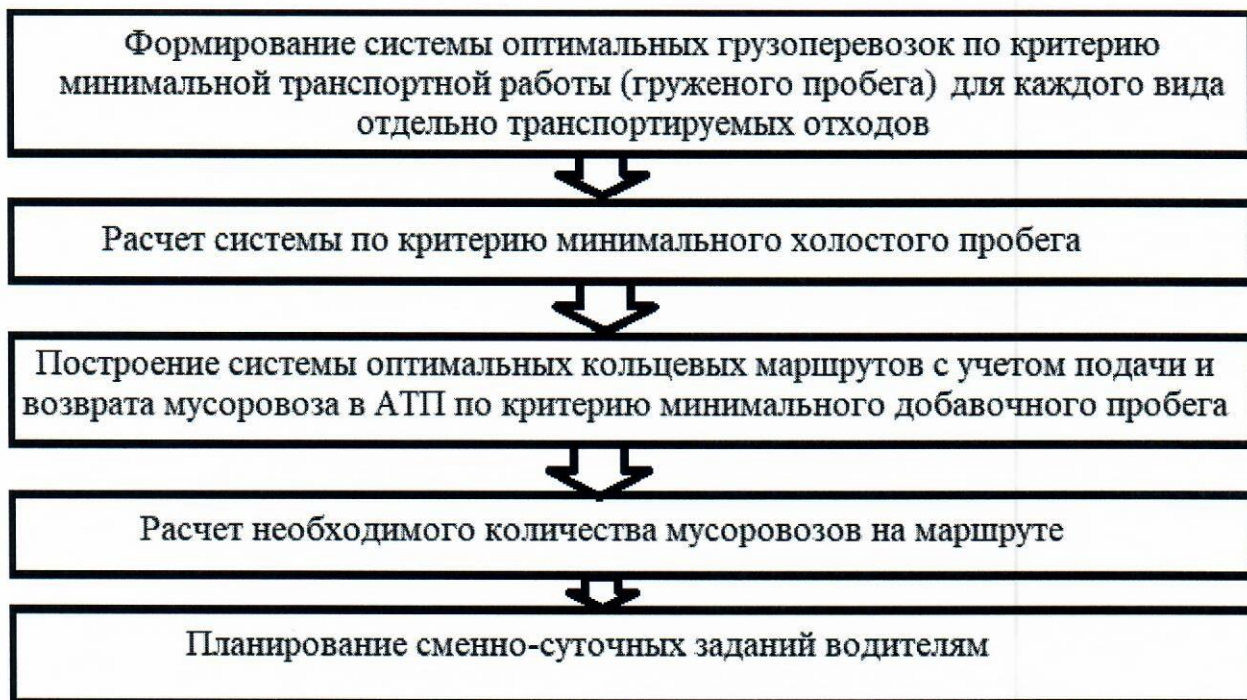 Формирование системы оптимальных грузоперевозок по критерию
минимальной транспортной работы (груженого пробега) для каждого вида
отдельно транспортируемых отходов
Расчет системы по критерию минимального холостого пробега
Построение системы оптимальных кольцевых маршрутов с учетом подачи и
возврата мусоровоза в АТП по критерию минимального добавочного пробега
Расчет необходимого количества мусоровозов на маршруте
Планирование сменно-суточных заданий водителям